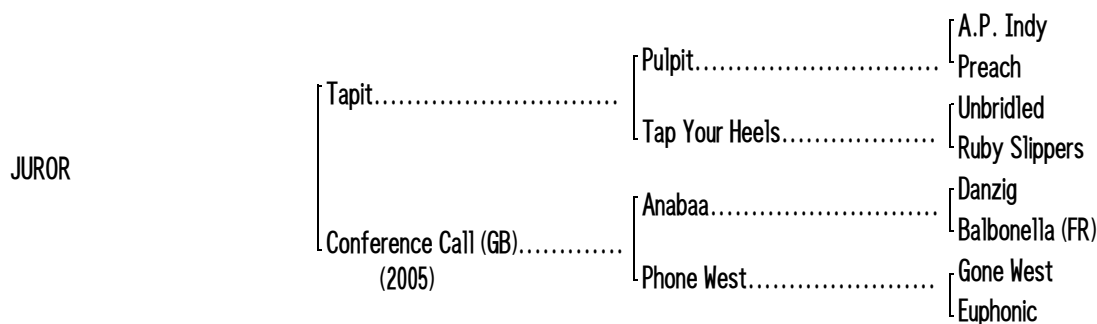 A.P. Indy
Pulpit.............................
Preach
Tapit.............................
Unbridled
Tap Your Heels...................
Ruby Slippers
JUROR
Danzig
Anabaa...........................
Balbonella (FR)
Conference Call (GB).............
(2005)
Gone West
Phone West.......................
Euphonic